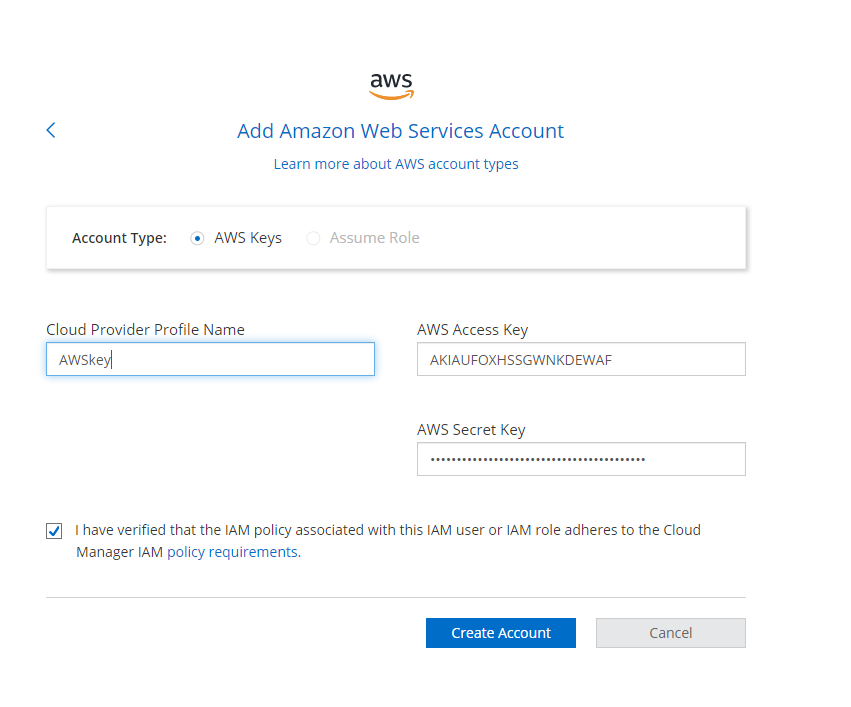 aws
Add Amazon Web Services Account
Learn more about AWS account types
Account Type: AWS Keys Assume Role
Cloud Provider Profile Name
AWSkey
AWS Access Key
AKIAUFOXHSSGWNKDEWAF
AWS Secret Key
•••••••••••••••••••••••••••••••••••••••••
I have verified that the IAM policy associated with this IAM user or IAM role adheres to the Cloud
Manager IAM policy requirements.
Create Account Cancel